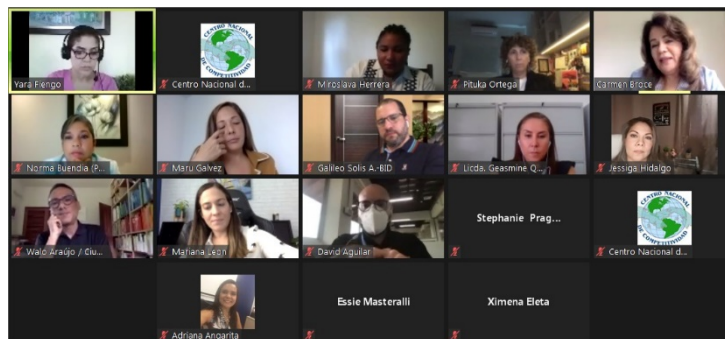 Yara Fiengo
CENTRO NACIONAL
DE COMPETITIVIDAD
Centro Nacional d...
Miroslava Herrera
Pituka Ortega
Carmen Broce
Norma Buendia (P...
Maru Galvez
Galileo Solis A.-BID
Licda. Geasmine Q...
Jessiga Hidalgo
Walo Araújo / Ciu...
Mariana León
David Aguilar
Stephanie Prag...
CENTRO NACIONAL
DE COMPETITIVIDAD
Centro Nacional d...
Adriana Angarita
Essie Masteralli
Ximena Eleta